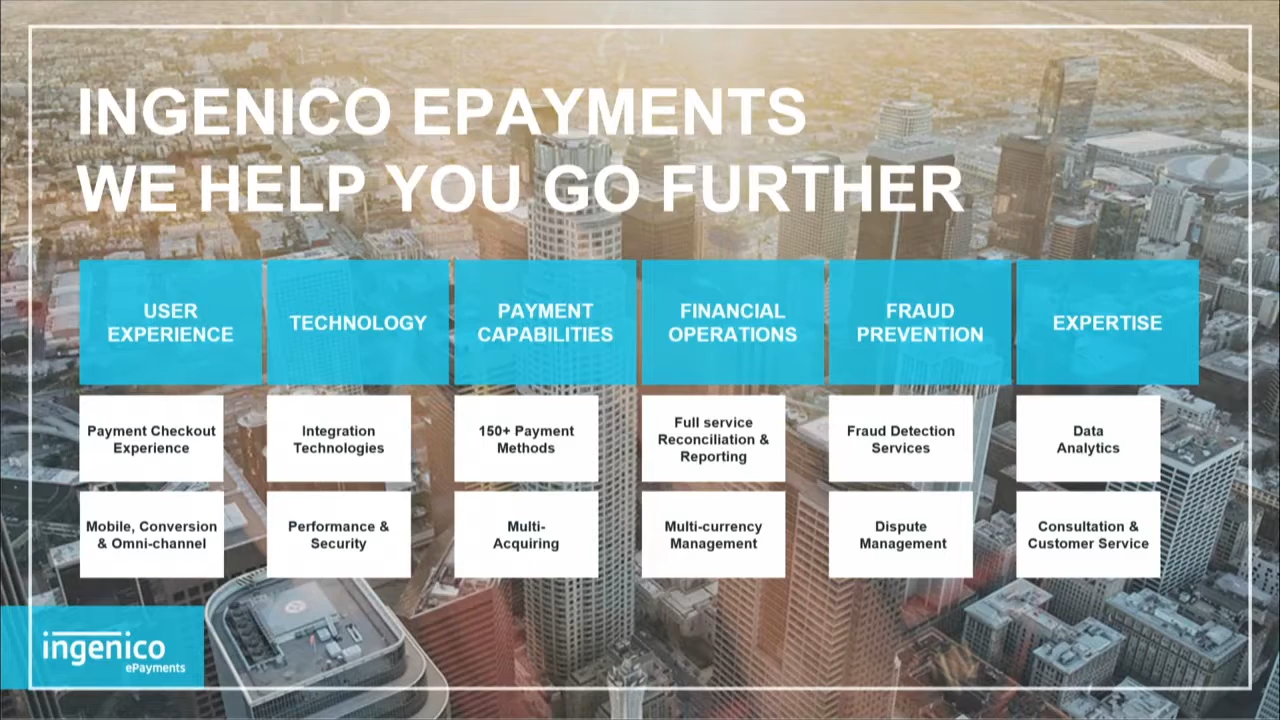 INGENICO EPAYMENTS
WE HELP YOU GO FURTHER
USER
EXPERIENCE
TECHNOLOGY
PAYMENT
CAPABILITIES
FINANCIAL
OPERATIONS
FRAUD
PREVENTION
EXPERTISE
Payment Checkout
Experience
Integration
Technologies
150+ Payment
Methods
Full service
Reconciliation &
Reporting
Fraud Detection
Services
Data
Analytics
Mobile, Conversion
& Omni-channel
Performance &
Security
Multi-
Acquiring
Multi-currency
Management
Dispute
Management
Consultation &
Customer Service
ingenico
ePayments